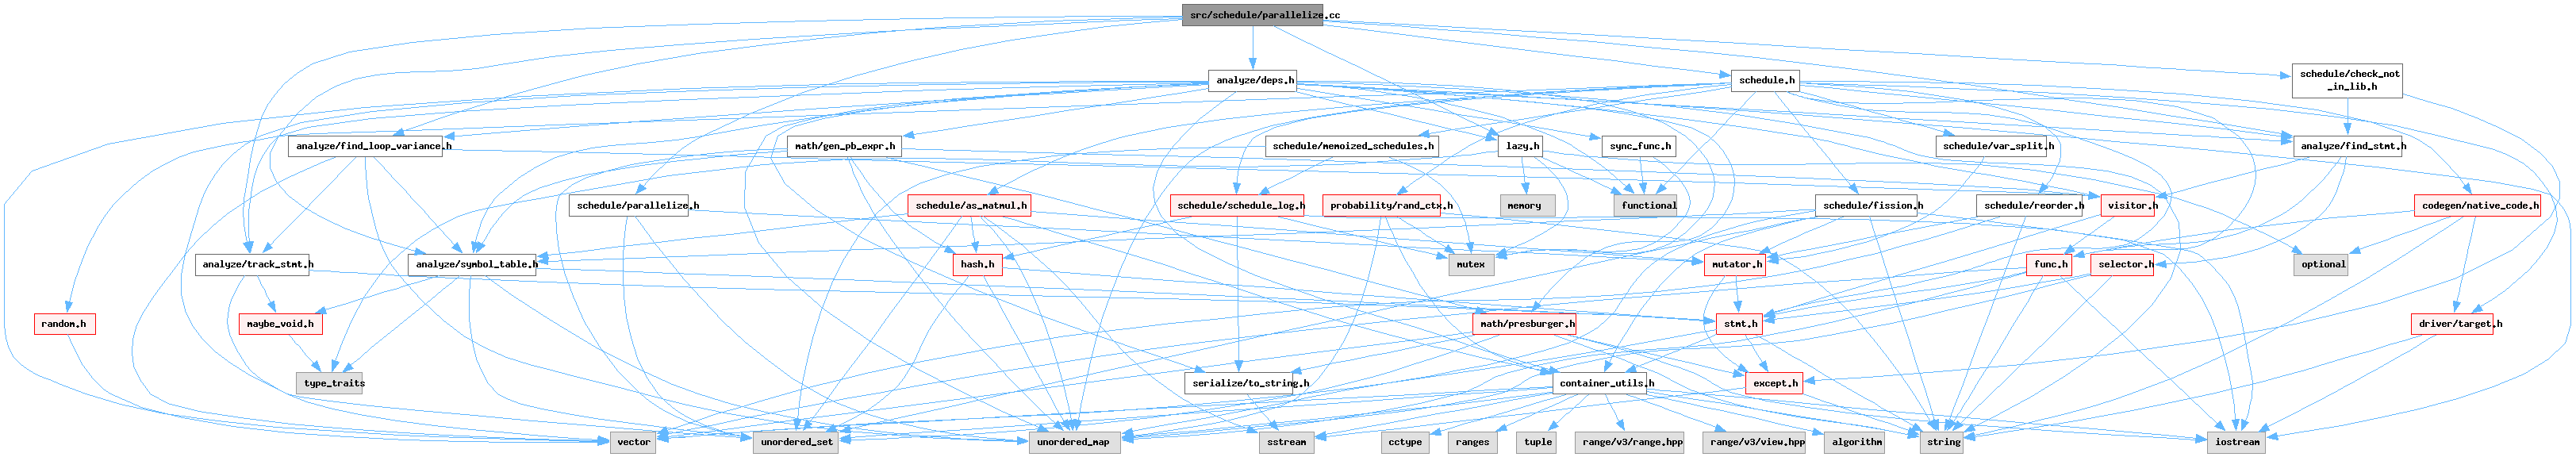 src/schedule/parallelize.cc
analyze/deps.h
schedule.h
schedule/check_not
_in_lib.h
analyze/find_loop_variance.h
math/gen_pb_expr.h
schedule/memoized_schedules.h
lazy.h
sync_func.h
schedule/var_split.h
analyze/find_stmt.h
schedule/parallelize.h
schedule/as_matmul.h
schedule/schedule_log.h
probability/rand_ctx.h
memory
functional
schedule/fission.h
schedule/reorder.h
visitor.h
codegen/native_code.h
analyze/track_stmt.h
analyze/symbol_table.h
hash.h
mutex
mutator.h
func.h
selector.h
optional
random.h
maybe_void.h
math/presburger.h
stmt.h
driver/target.h
type_traits
serialize/to_string.h
container_utils.h
except.h
vector
unordered_set
unordered_map
sstream
cctype
ranges
tuple
range/v3/range.hpp
range/v3/view.hpp
algorithm
string
iostream